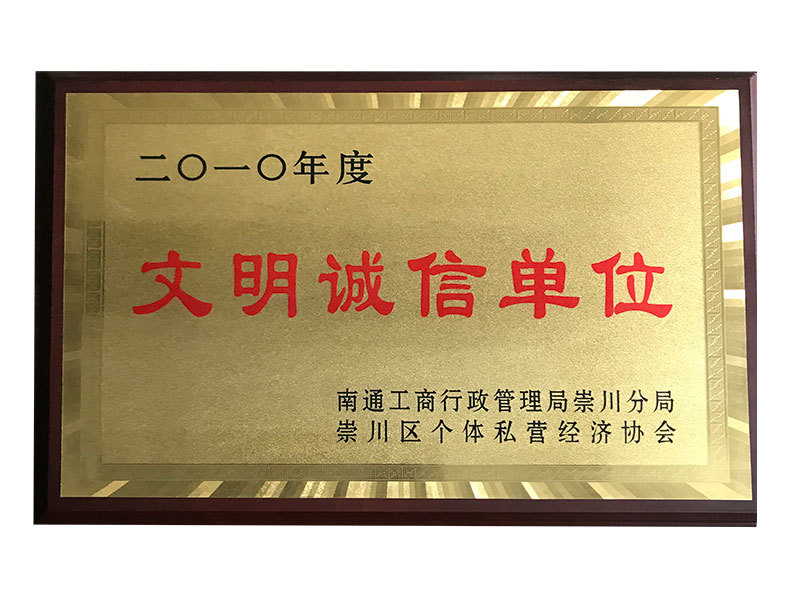 二〇一〇年度
文明诚信单位
南通工商行政管理局崇川分局
崇川区个体私营经济协会